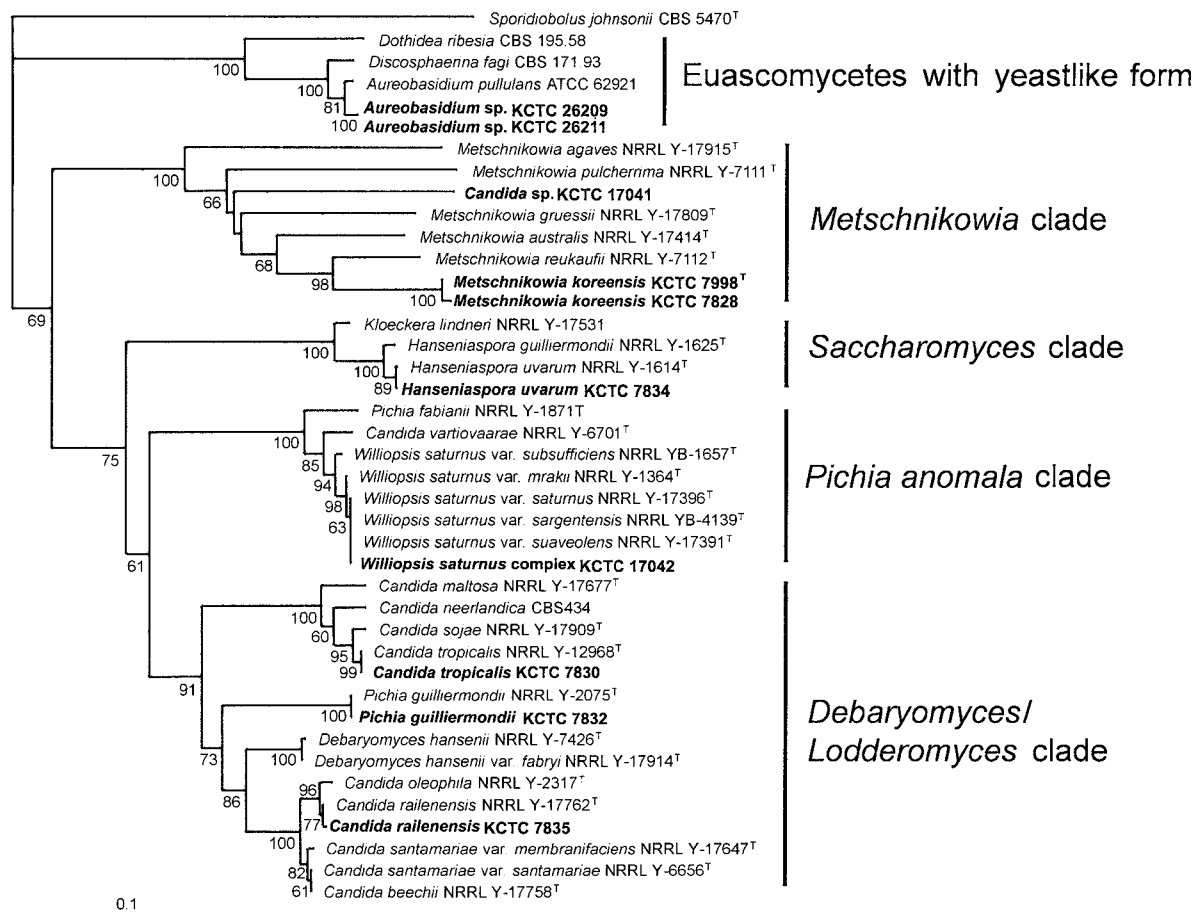 Sporidiobolus johnsonii CBS 5470T
Dothidea ribesia CBS 195.58
100
Discosphaerina fagi CBS 171.93
100
Aureobasidium pullulans ATCC 62921
81
Aureobasidium sp. KCTC 26209
100
Aureobasidium sp. KCTC 26211
Euascomycetes with yeastlike form
Metschnikowia agaves NRRL Y-17915T
100
Metschnikowia pulcherrima NRRL Y-7111 T
66
Candida sp. KCTC 17041
Metschnikowia gruessii NRRL Y-17809T
Metschnikowia australis NRRL Y-17414T
68
Metschnikowia reukaufii NRRL Y-7112T
98
Metschnikowia koreensis KCTC 7998T
100
Metschnikowia koreensis KCTC 7828
Metschnikowia clade
69
Kloeckera lindneri NRRL Y-17531
100
Hanseniaspora guilliermondii NRRL Y-1625T
100
Hanseniaspora uvarum NRRL Y-1614T
89
Hanseniaspora uvarum KCTC 7834
Saccharomyces clade
75
Pichia fabianii NRRL Y-1871T
100
Candida vartiovaarae NRRL Y-6701T
85
Williopsis saturnus var. subsufficiens NRRL YB-1657T
94
Williopsis saturnus var. mrakii NRRL Y-1364T
98
Williopsis saturnus var. saturnus NRRL Y-17396T
63
Williopsis saturnus var. sargentensis NRRL YB-4139T
Williopsis saturnus var. suaveolens NRRL Y-17391T
Williopsis saturnus complex KCTC 17042
Pichia anomala clade
61
Candida maltosa NRRL Y-17677T
100
Candida neerlandica CBS434
60
Candida sojae NRRL Y-17909T
95
Candida tropicalis NRRL Y-12968T
99
Candida tropicalis KCTC 7830
91
Pichia guilliermondii NRRL Y-2075T
100
Pichia guilliermondii KCTC 7832
73
Debaryomyces hansenii NRRL Y-7426T
100
Debaryomyces hansenii var. fabryi NRRL Y-17914T
86
Candida oleophila NRRL Y-2317T
96
Candida railenensis NRRL Y-17762T
77
Candida railenensis KCTC 7835
100
Candida santamariae var. membranifaciens NRRL Y-17647T
82
Candida santamariae var. santamariae NRRL Y-6656T
61
Candida beechii NRRL Y-17758T
Debaryomyces/
Lodderomyces clade
0.1